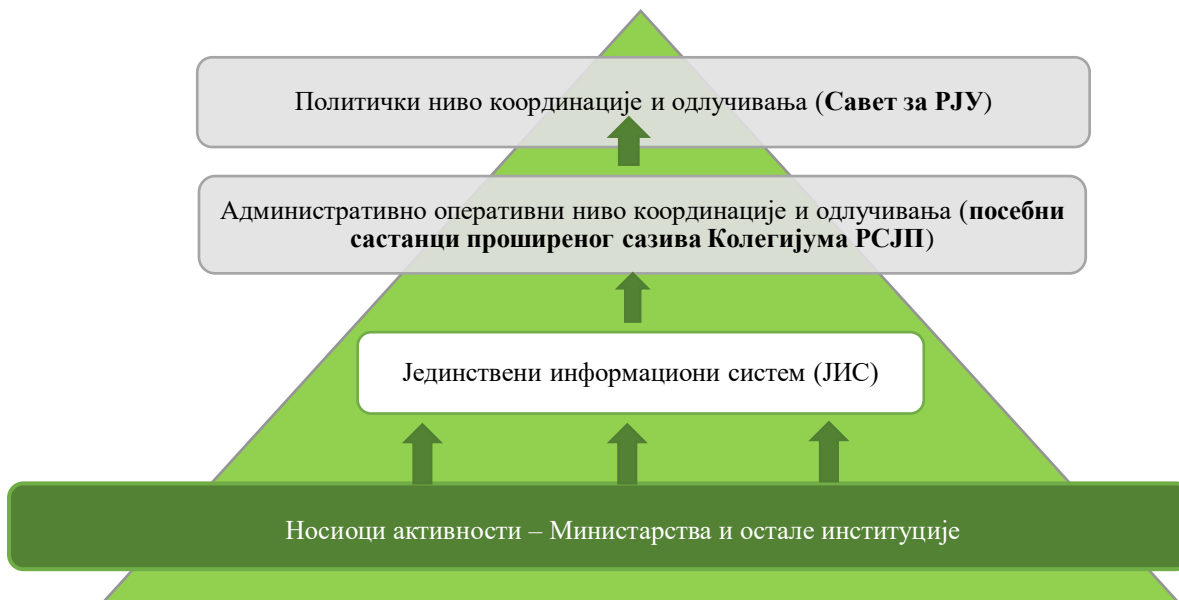 Политички ниво координације и одлучивања (Савет за РЈУ)
Административно оперативни ниво координације и одлучивања (посебни
састанци проширеног сазива Колегијума РСЈП)
Јединствени информациони систем (ЈИС)
Носиоци активности – Министарства и остале институције